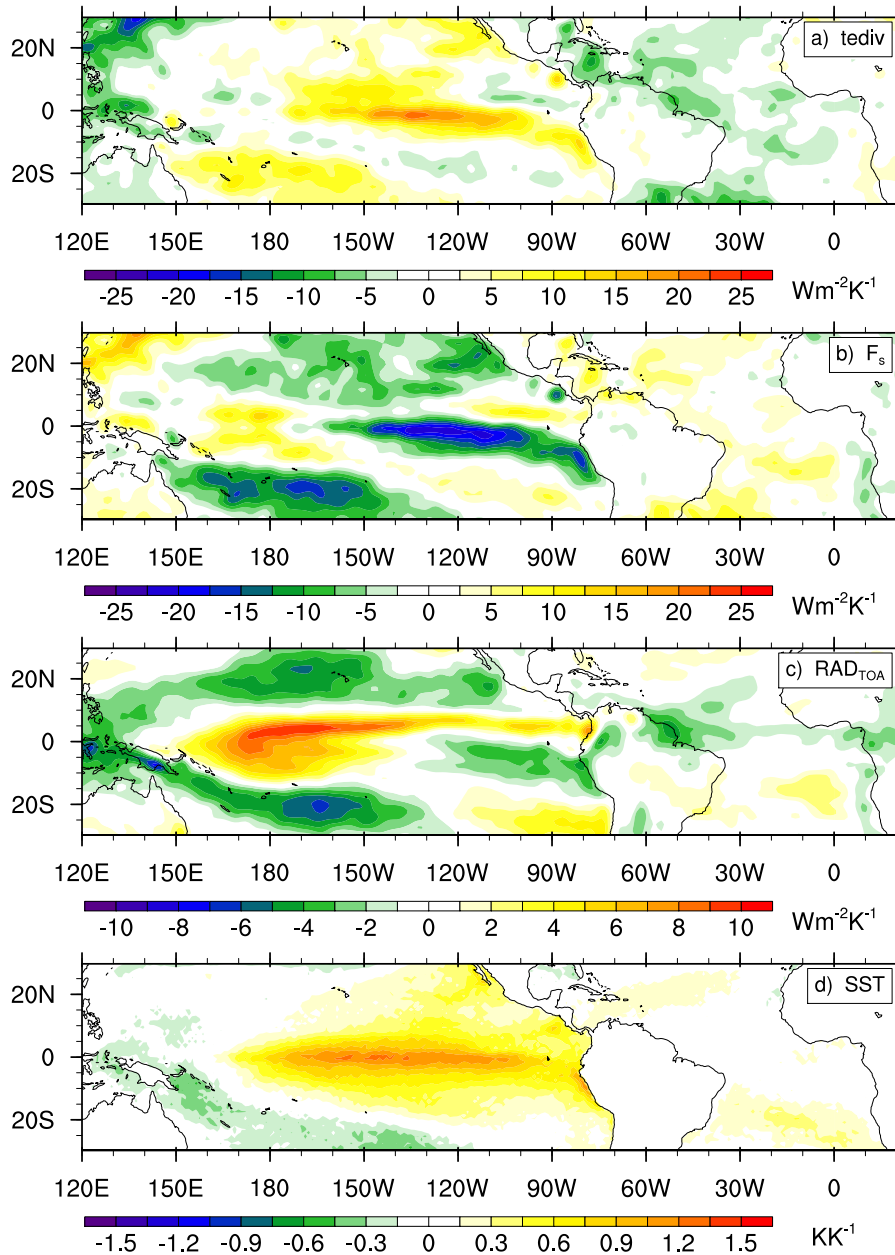 20N
0
20S
a) tediv
120E 150E 180 150W 120W 90W 60W 30W 0
-25 -20 -15 -10 -5 0 5 10 15 20 25 Wm⁻²K⁻¹
20N
0
20S
b) Fₛ
120E 150E 180 150W 120W 90W 60W 30W 0
-25 -20 -15 -10 -5 0 5 10 15 20 25 Wm⁻²K⁻¹
20N
0
20S
c) RAD_TOA
120E 150E 180 150W 120W 90W 60W 30W 0
-10 -8 -6 -4 -2 0 2 4 6 8 10 Wm⁻²K⁻¹
20N
0
20S
d) SST
120E 150E 180 150W 120W 90W 60W 30W 0
-1.5 -1.2 -0.9 -0.6 -0.3 0 0.3 0.6 0.9 1.2 1.5 KK⁻¹